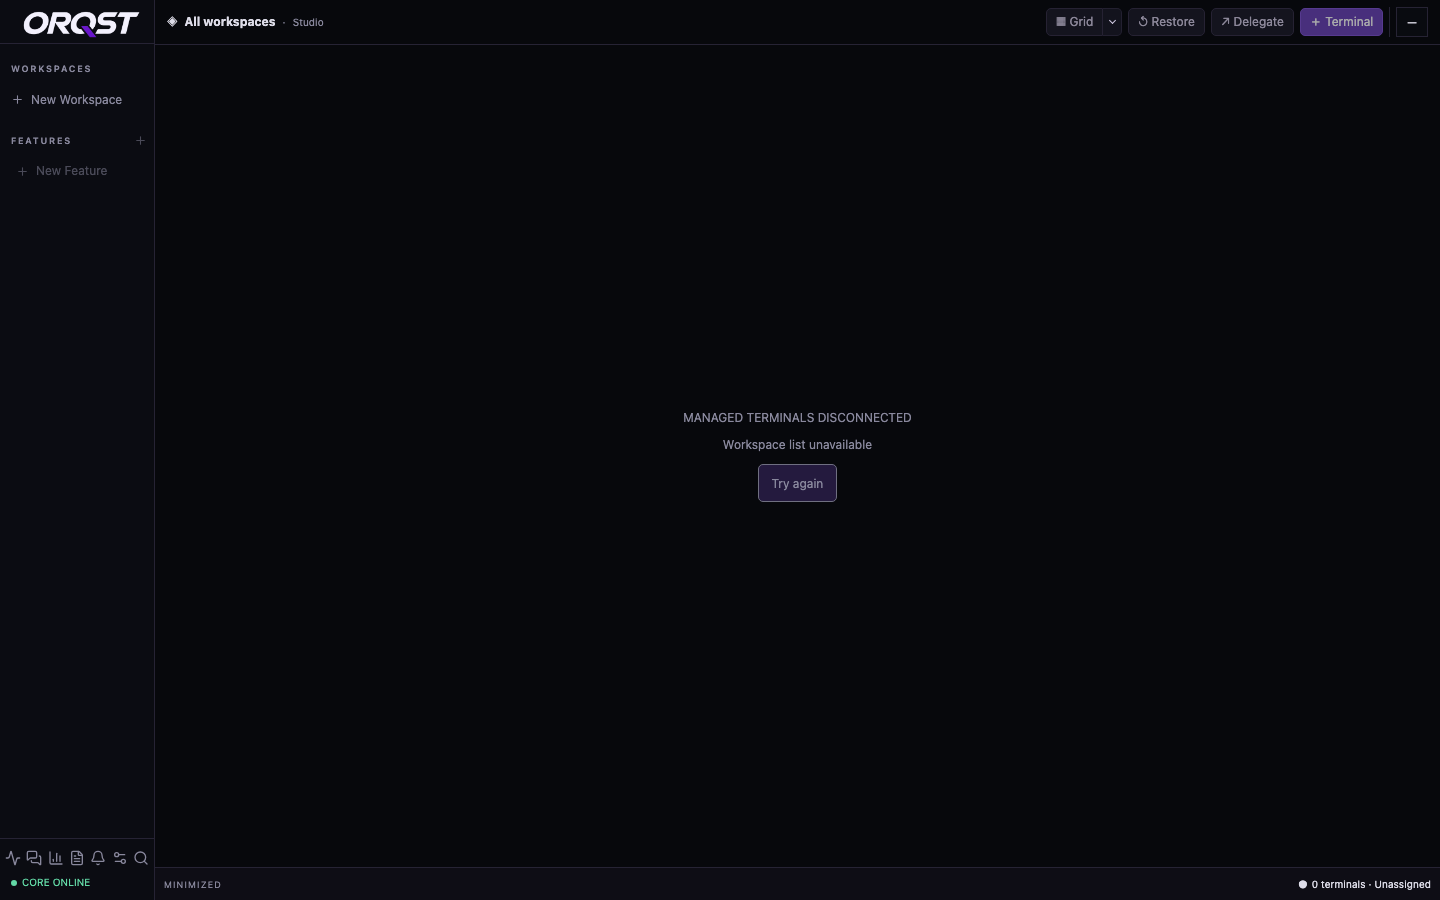 ORQST
WORKSPACES
+ New Workspace
FEATURES +
+ New Feature
CORE ONLINE
All workspaces · Studio
Grid
Restore
Delegate
+ Terminal
MANAGED TERMINALS DISCONNECTED
Workspace list unavailable
Try again
MINIMIZED
0 terminals · Unassigned